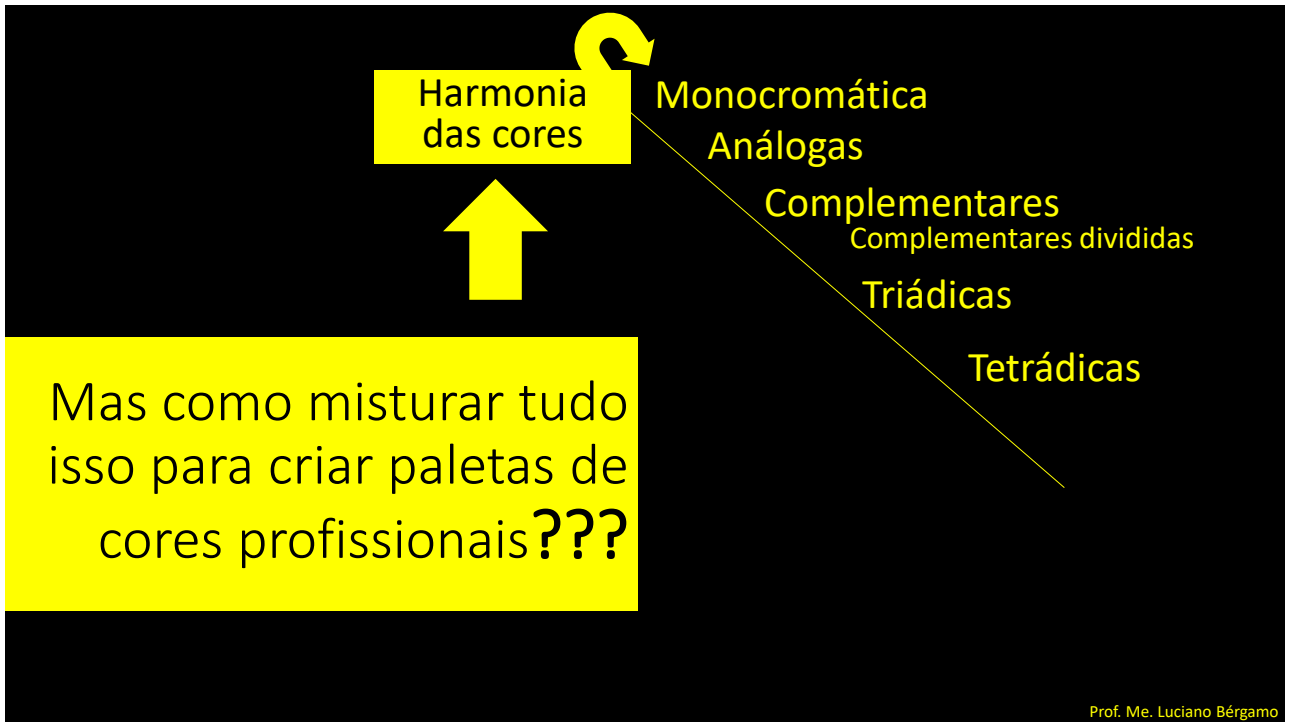 Harmonia
das cores
Monocromática
Análogas
Complementares
Complementares divididas
Triádicas
Tetrádicas
Mas como misturar tudo
isso para criar paletas de
cores profissionais???
Prof. Me. Luciano Bérgamo